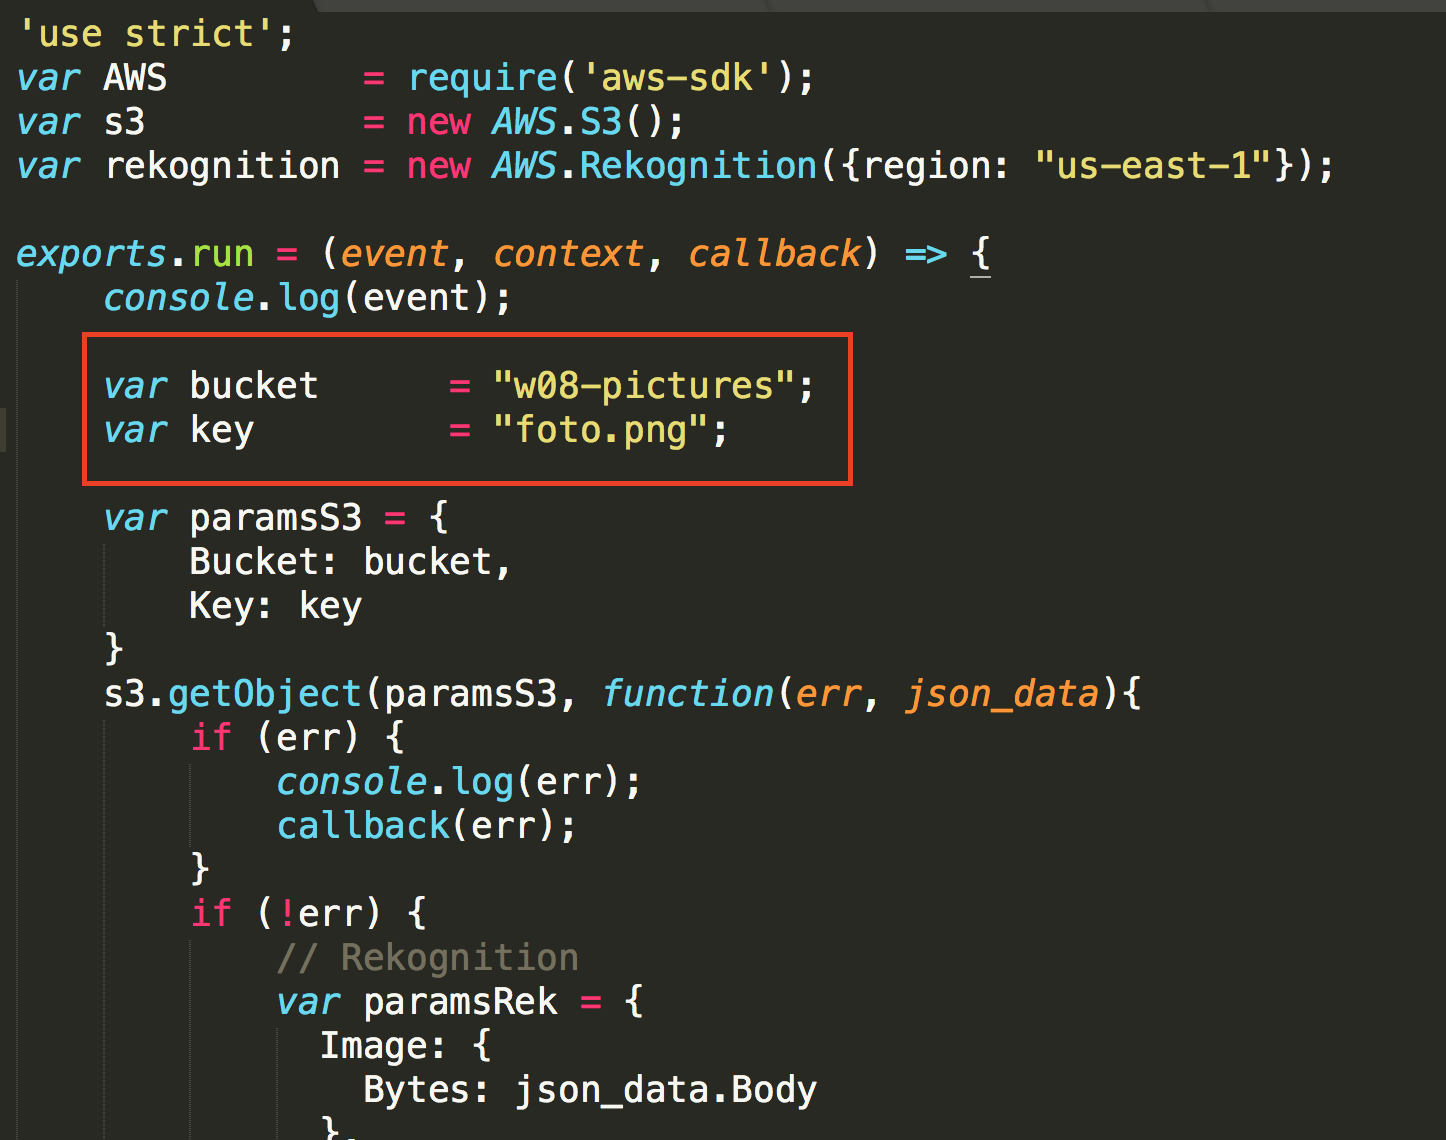 'use strict';
var AWS         = require('aws-sdk');
var s3          = new AWS.S3();
var rekognition = new AWS.Rekognition({region: "us-east-1"});

exports.run = (event, context, callback) => {
    console.log(event);

    var bucket      = "w08-pictures";
    var key         = "foto.png";

    var paramsS3 = {
        Bucket: bucket,
        Key: key
    }
    s3.getObject(paramsS3, function(err, json_data){
        if (err) {
            console.log(err);
            callback(err);
        }
        if (!err) {
            // Rekognition
            var paramsRek = {
              Image: {
                Bytes: json_data.Body
              },